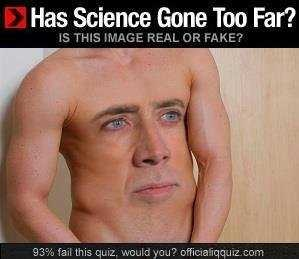 Has Science Gone Too Far?
IS THIS IMAGE REAL OR FAKE?
93% fail this quiz, would you? officialiqquiz.com